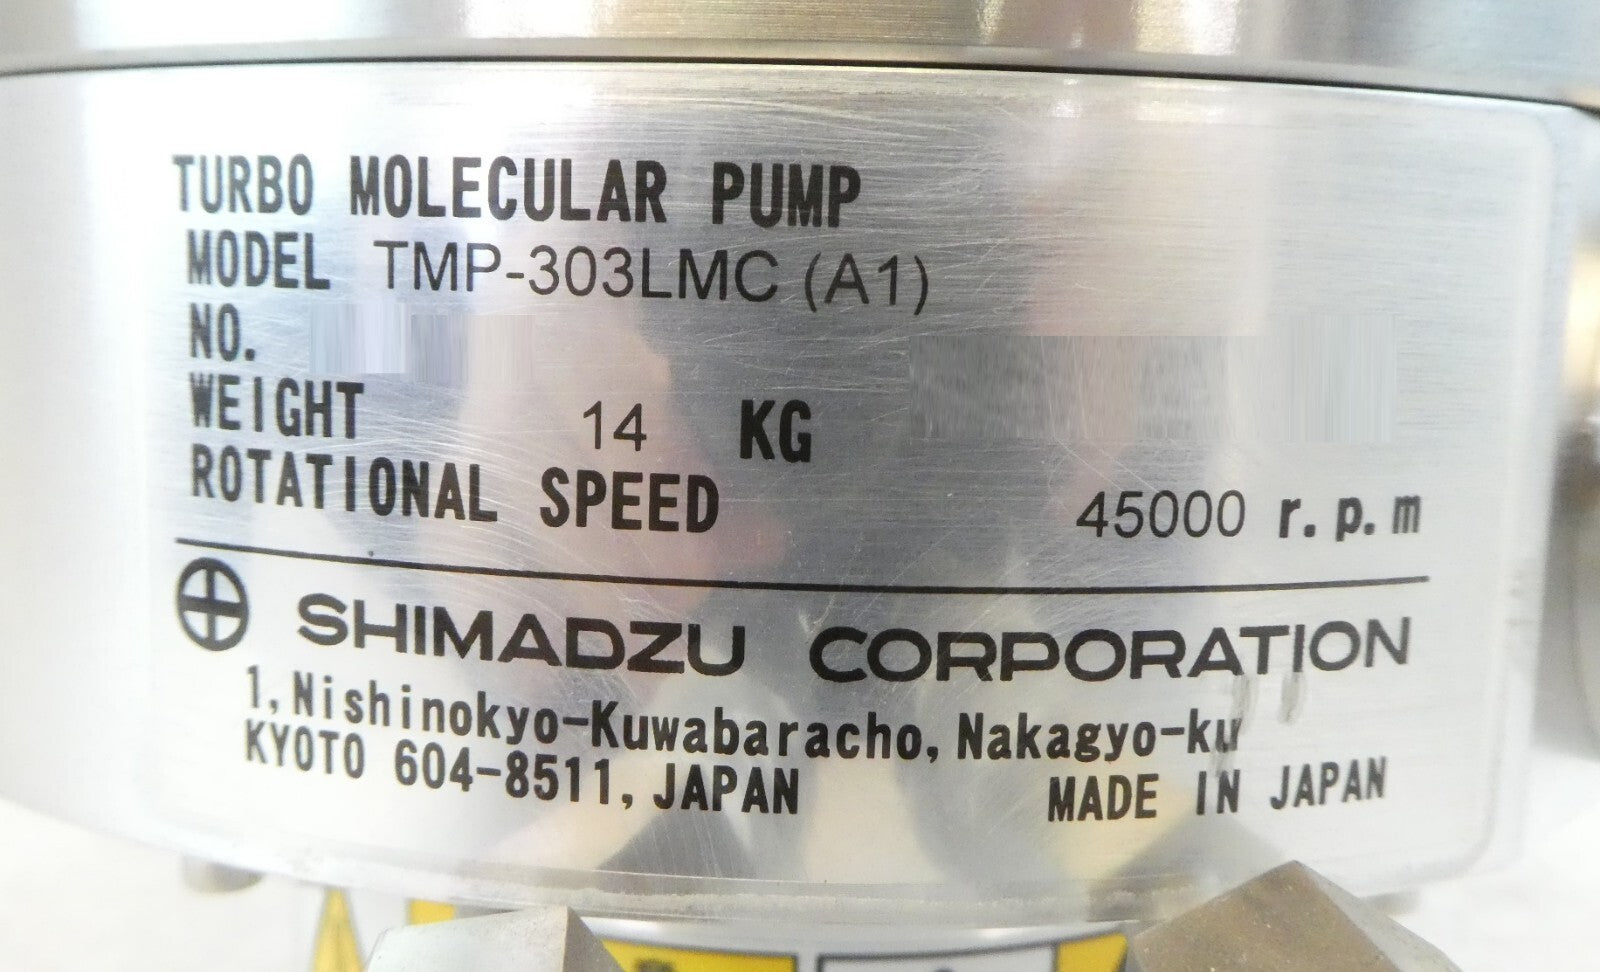 TURBO MOLECULAR PUMP
MODEL TMP-303LMC (A1)
NO.
WEIGHT 14 KG
ROTATIONAL SPEED 45000 r.p.m
SHIMADZU CORPORATION
1, Nishinokyo-Kuwabaracho, Nakagyo-ku
KYOTO 604-8511, JAPAN MADE IN JAPAN